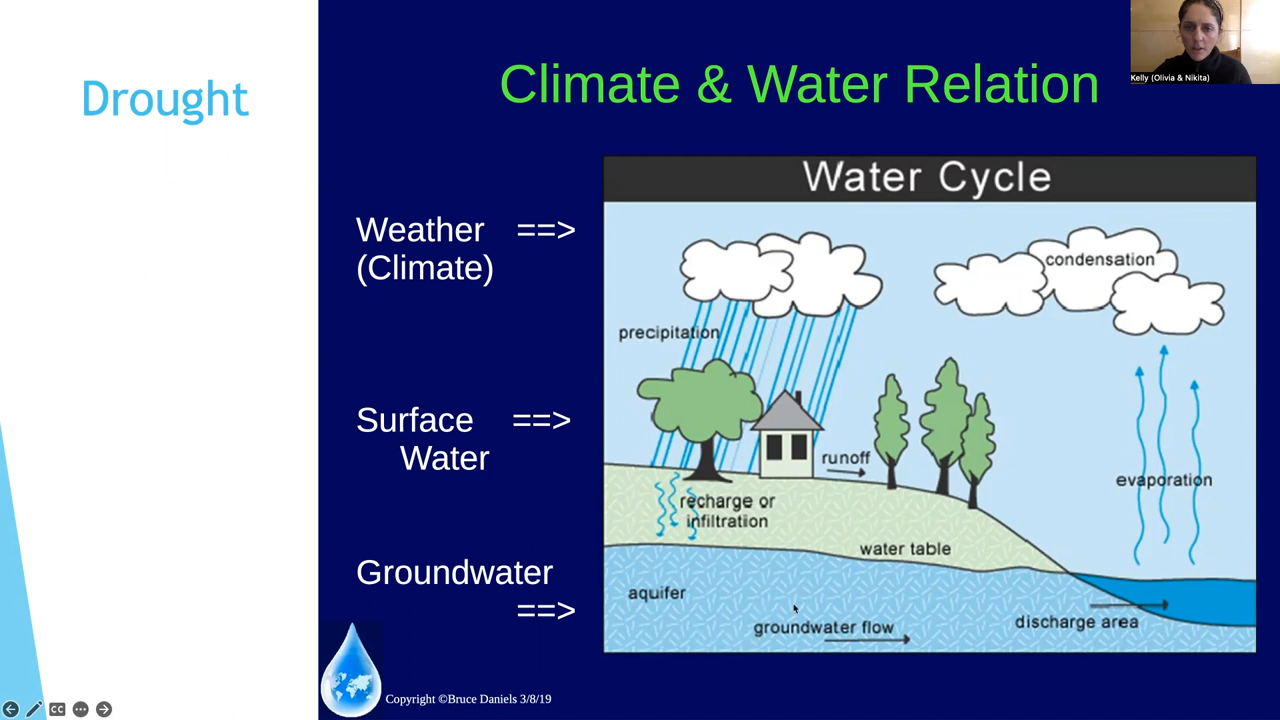 Drought
Climate & Water Relation
Kelly (Olivia & Nikita)
Water Cycle
Weather ==>
(Climate)
condensation
precipitation
Surface ==>
Water
runoff
evaporation
recharge or
infiltration
water table
Groundwater
==>
aquifer
groundwater flow
discharge area
Copyright ©Bruce Daniels 3/8/19
CC